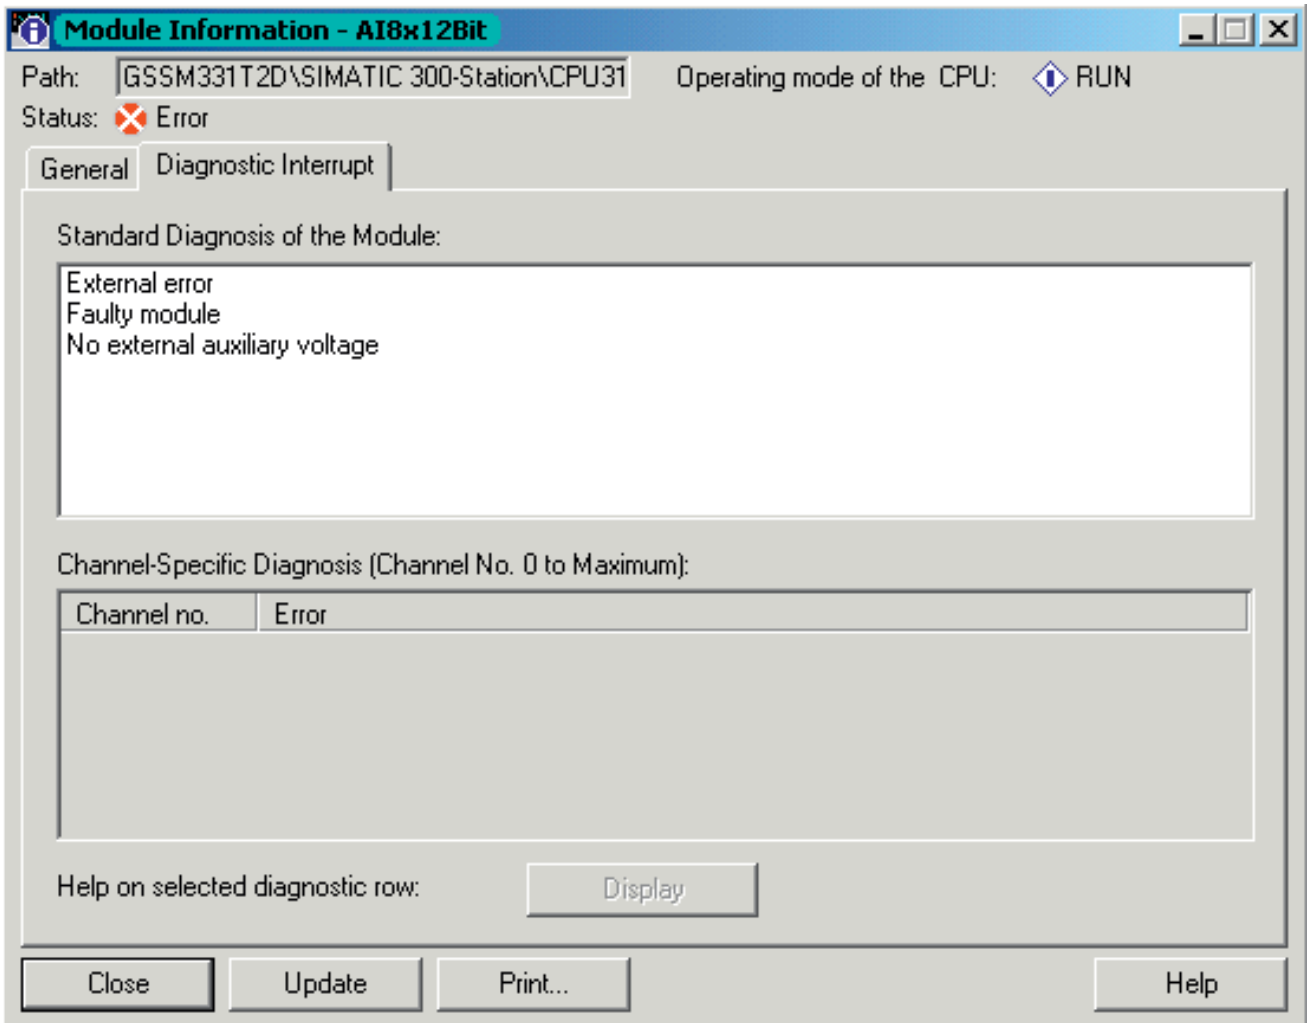 Module Information - AI8x12Bit
Path: GSSM331T2D\SIMATIC 300-Station\CPU31 Operating mode of the CPU: RUN
Status: Error
General Diagnostic Interrupt
Standard Diagnosis of the Module:
External error
Faulty module
No external auxiliary voltage
Channel-Specific Diagnosis (Channel No. 0 to Maximum):
Channel no. Error
Help on selected diagnostic row: Display
Close Update Print... Help